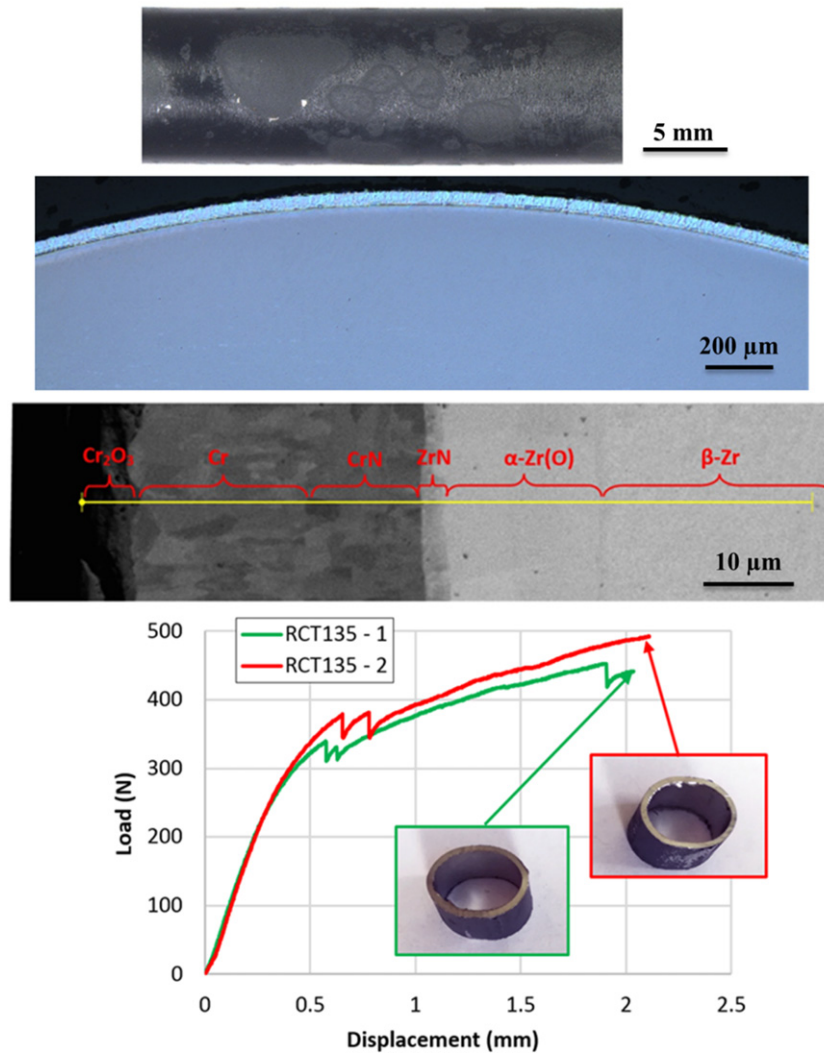 5 mm
200 µm
Cr₂O₃ Cr CrN ZrN α-Zr(O) β-Zr
10 µm
500
400
300
200
100
0
Load (N)
RCT135 - 1
RCT135 - 2
0 0.5 1 1.5 2 2.5
Displacement (mm)